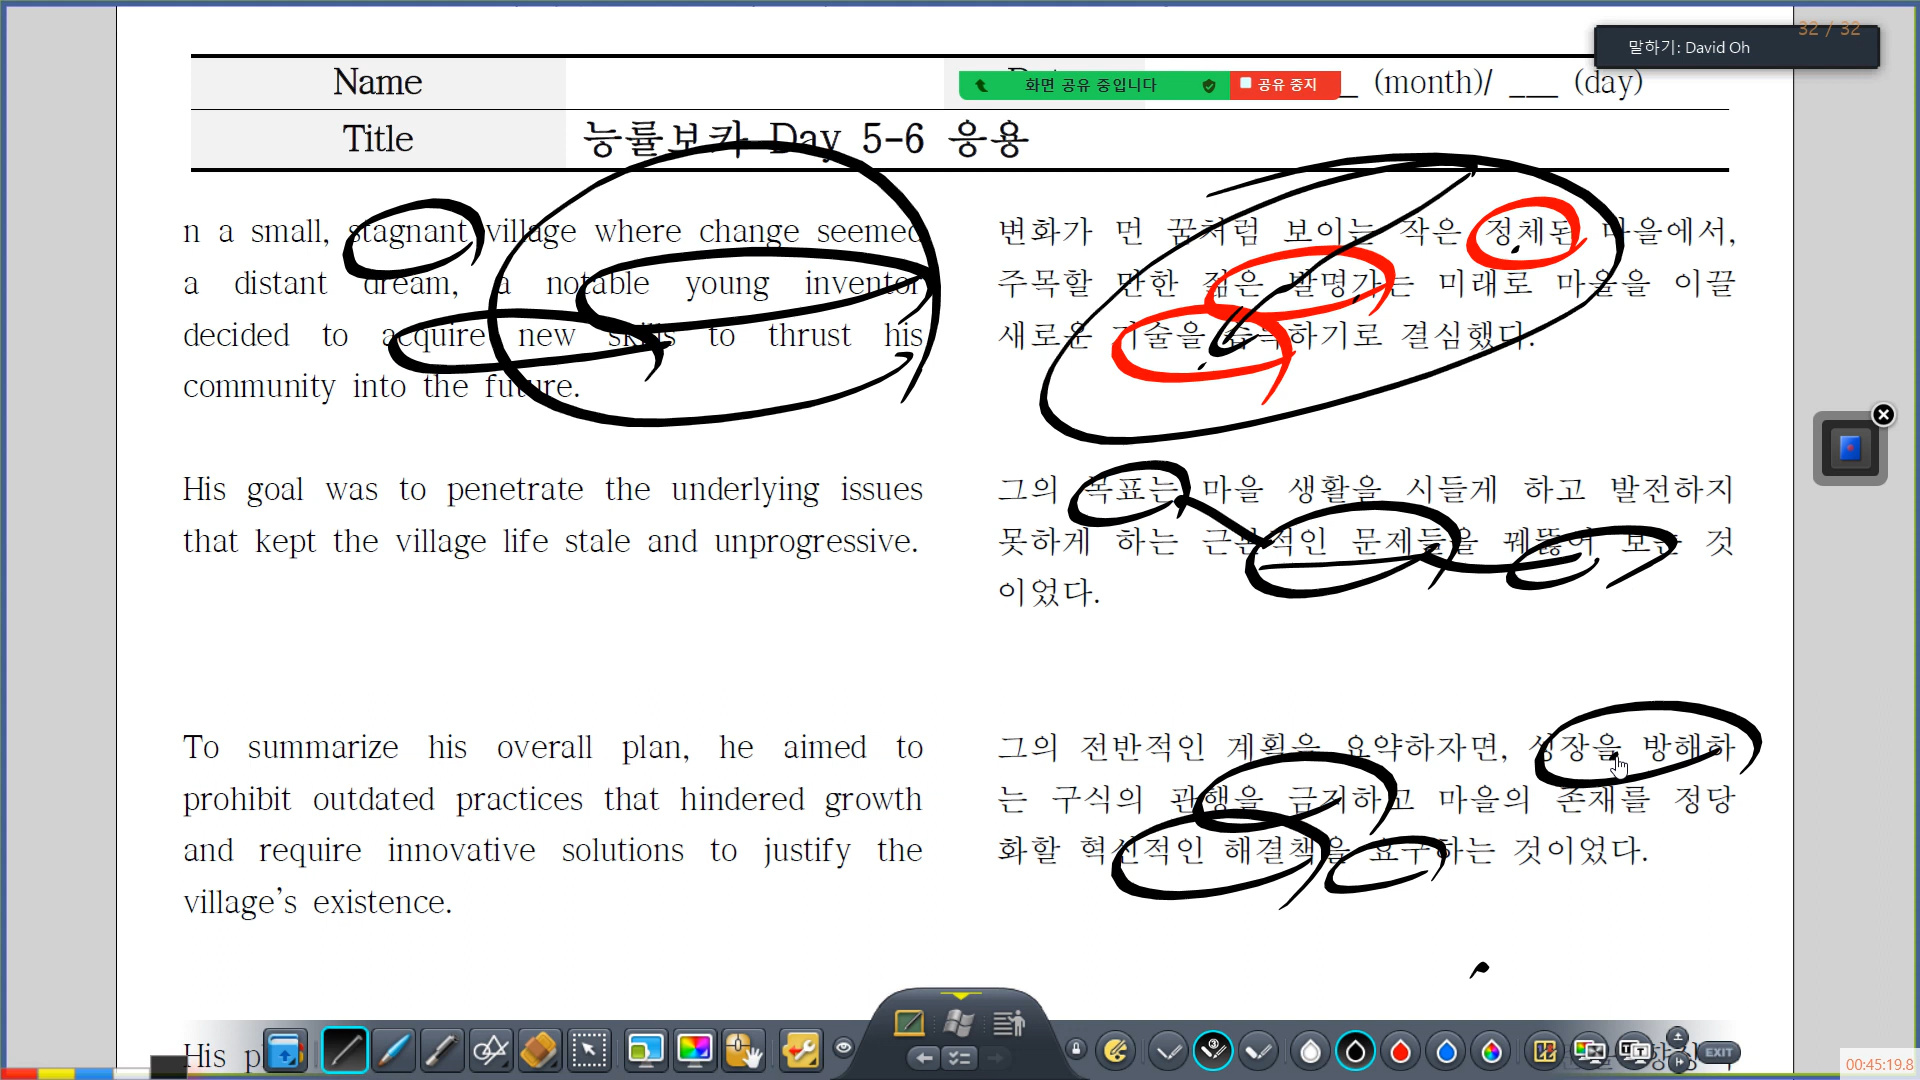 32 / 32
말하기: David Oh
Name
화면 공유 중입니다
공유 중지
(month)/ ___ (day)
Title
능률보카 Day 5-6 응용
n a small, stagnant village where change seemed
a distant dream, a notable young inventor
decided to acquire new skills to thrust his
community into the future.
변화가 먼 꿈처럼 보이는 작은 정체된 마을에서,
주목할 만한 젊은 발명가는 미래로 마을을 이끌
새로운 기술을 습득하기로 결심했다.
His goal was to penetrate the underlying issues
that kept the village life stale and unprogressive.
그의 목표는 마을 생활을 시들게 하고 발전하지
못하게 하는 근본적인 문제들을 꿰뚫어 보는 것
이었다.
To summarize his overall plan, he aimed to
prohibit outdated practices that hindered growth
and require innovative solutions to justify the
village's existence.
그의 전반적인 계획을 요약하자면, 성장을 방해하
는 구식의 관행을 금지하고 마을의 존재를 정당
화할 혁신적인 해결책을 요구하는 것이었다.
His
EXIT
00:45:19.8